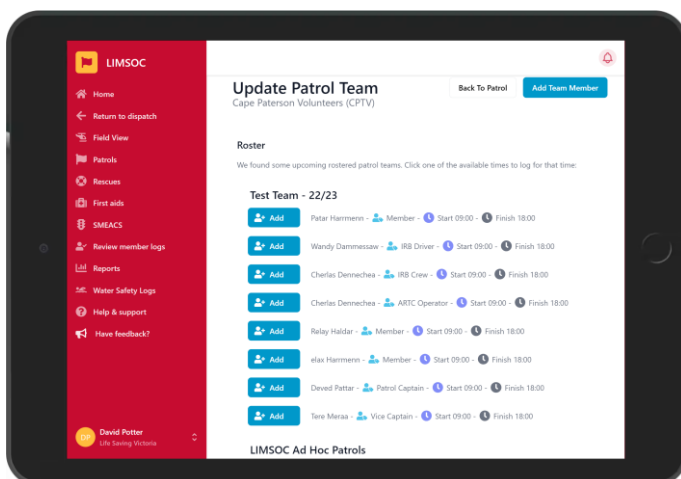 LIMSOC
Home
Return to dispatch
Field View
Patrols
Rescues
First aids
SMEACS
Review member logs
Reports
Water Safety Logs
Help & support
Have feedback?
DP
David Potter
Life Saving Victoria
Update Patrol Team
Cape Paterson Volunteers (CPTV)
Back To Patrol
Add Team Member
Roster
We found some upcoming rostered patrol teams. Click one of the available times to log for that time:
Test Team - 22/23
Add Patar Harrmenn - Member - Start 09:00 - Finish 18:00
Add Wandy Dammessaw - IRB Driver - Start 09:00 - Finish 18:00
Add Cherlas Dennechea - IRB Crew - Start 09:00 - Finish 18:00
Add Cherlas Dennechea - ARTC Operator - Start 09:00 - Finish 18:00
Add Relay Haldar - Member - Start 09:00 - Finish 18:00
Add elax Harrmenn - Member - Start 09:00 - Finish 18:00
Add Deved Pattar - Patrol Captain - Start 09:00 - Finish 18:00
Add Tere Meraa - Vice Captain - Start 09:00 - Finish 18:00
LIMSOC Ad Hoc Patrols